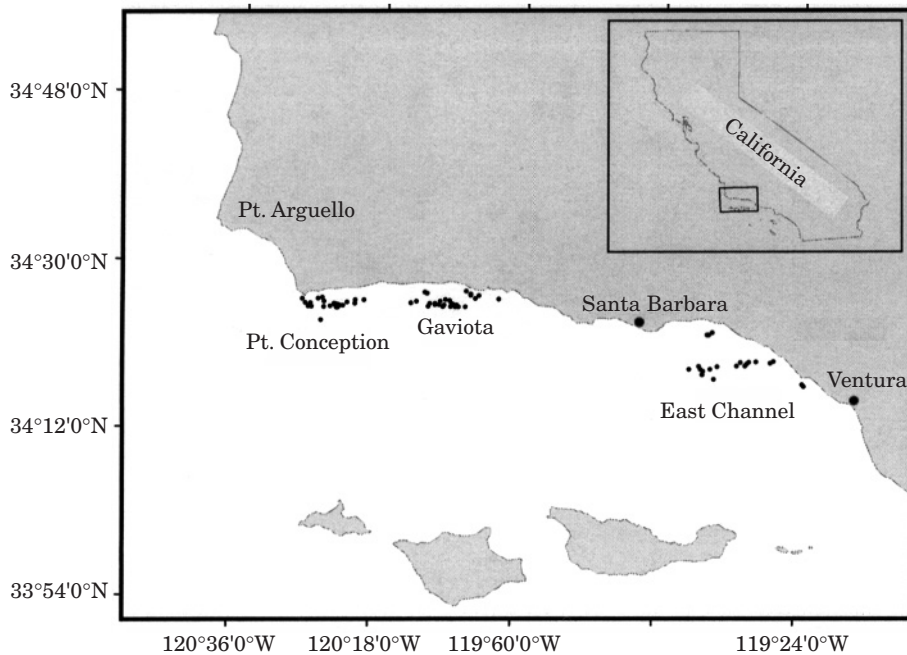 34°48'0°N
California
Pt. Arguello
34°30'0°N
Santa Barbara
Pt. Conception
Gaviota
Ventura
East Channel
34°12'0°N
33°54'0°N
120°36'0°W
120°18'0°W
119°60'0°W
119°24'0°W